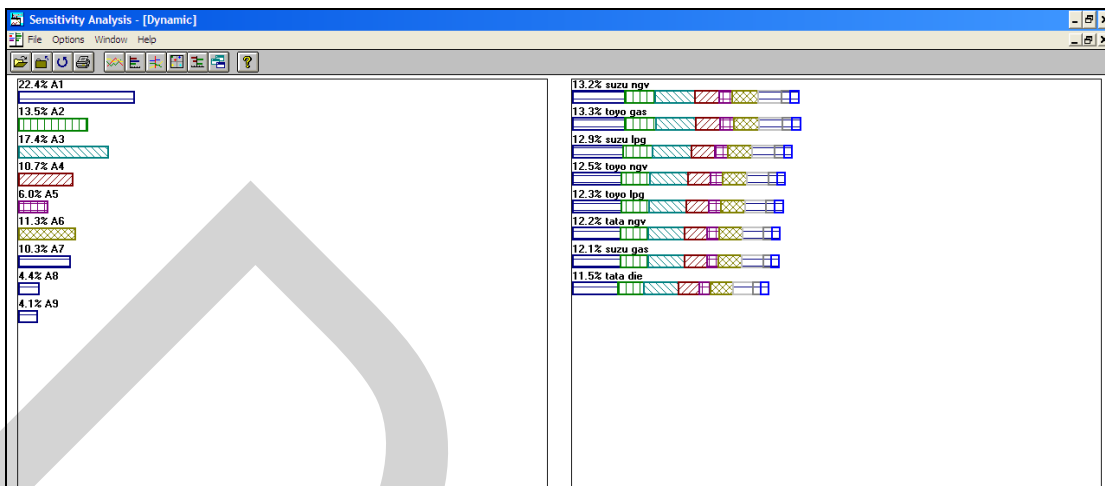 Sensitivity Analysis - [Dynamic]
File Options Window Help
?
22.4% A1
13.5% A2
17.4% A3
10.7% A4
6.0% A5
11.3% A6
10.3% A7
4.4% A8
4.1% A9
13.2% suzu ngv
13.3% toyo gas
12.9% suzu lpg
12.5% toyo ngv
12.3% toyo lpg
12.2% tata ngv
12.1% suzu gas
11.5% tata die